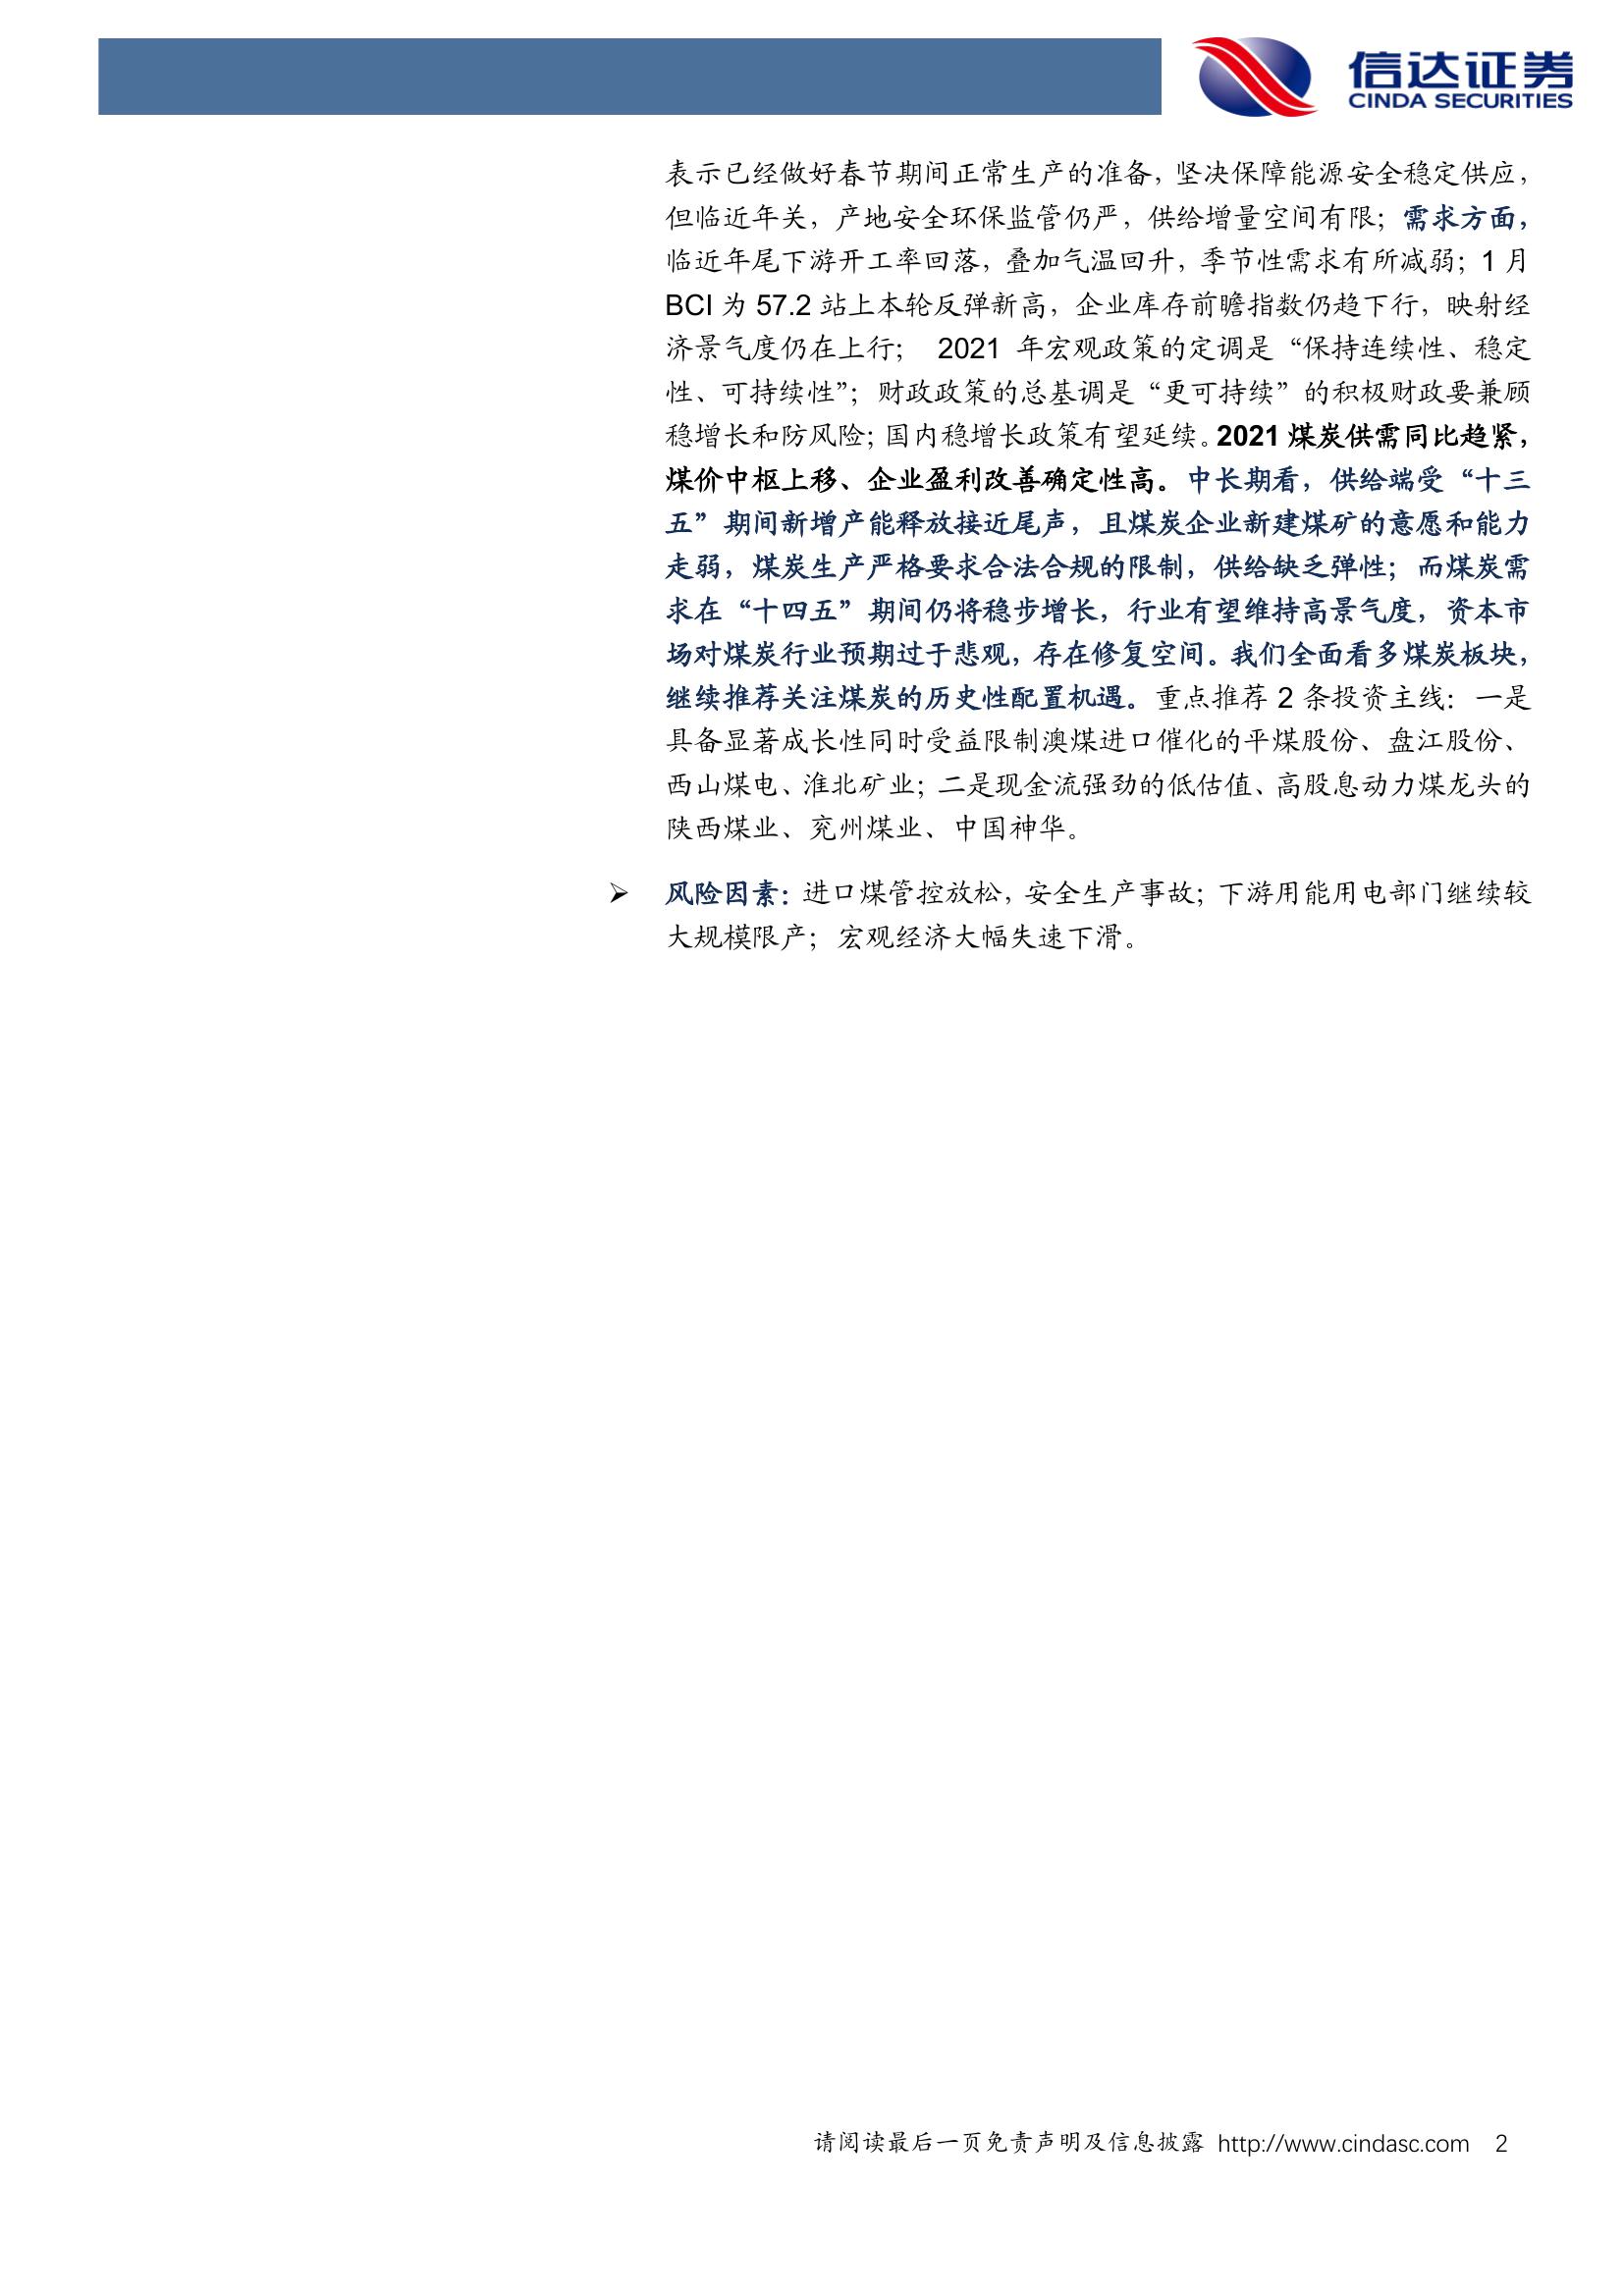 信达证券
CINDA SECURITIES
表示已经做好春节期间正常生产的准备，坚决保障能源安全稳定供应，
但临近年关，产地安全环保监管仍严，供给增量空间有限；需求方面，
临近年尾下游开工率回落，叠加气温回升，季节性需求有所减弱；1 月
BCI 为 57.2 站上本轮反弹新高，企业库存前瞻指数仍趋下行，映射经
济景气度仍在上行； 2021 年宏观政策的定调是“保持连续性、稳定
性、可持续性”；财政政策的总基调是“更可持续”的积极财政要兼顾
稳增长和防风险；国内稳增长政策有望延续。2021 煤炭供需同比趋紧，
煤价中枢上移、企业盈利改善确定性高。中长期看，供给端受“十三
五”期间新增产能释放接近尾声，且煤炭企业新建煤矿的意愿和能力
走弱，煤炭生产严格要求合法合规的限制，供给缺乏弹性；而煤炭需
求在“十四五”期间仍将稳步增长，行业有望维持高景气度，资本市
场对煤炭行业预期过于悲观，存在修复空间。我们全面看多煤炭板块，
继续推荐关注煤炭的历史性配置机遇。重点推荐 2 条投资主线：一是
具备显著成长性同时受益限制澳煤进口催化的平煤股份、盘江股份、
西山煤电、淮北矿业；二是现金流强劲的低估值、高股息动力煤龙头的
陕西煤业、兖州煤业、中国神华。
➢ 风险因素：进口煤管控放松，安全生产事故；下游用能用电部门继续较
大规模限产；宏观经济大幅失速下滑。
请阅读最后一页免责声明及信息披露 http://www.cindasc.com 2